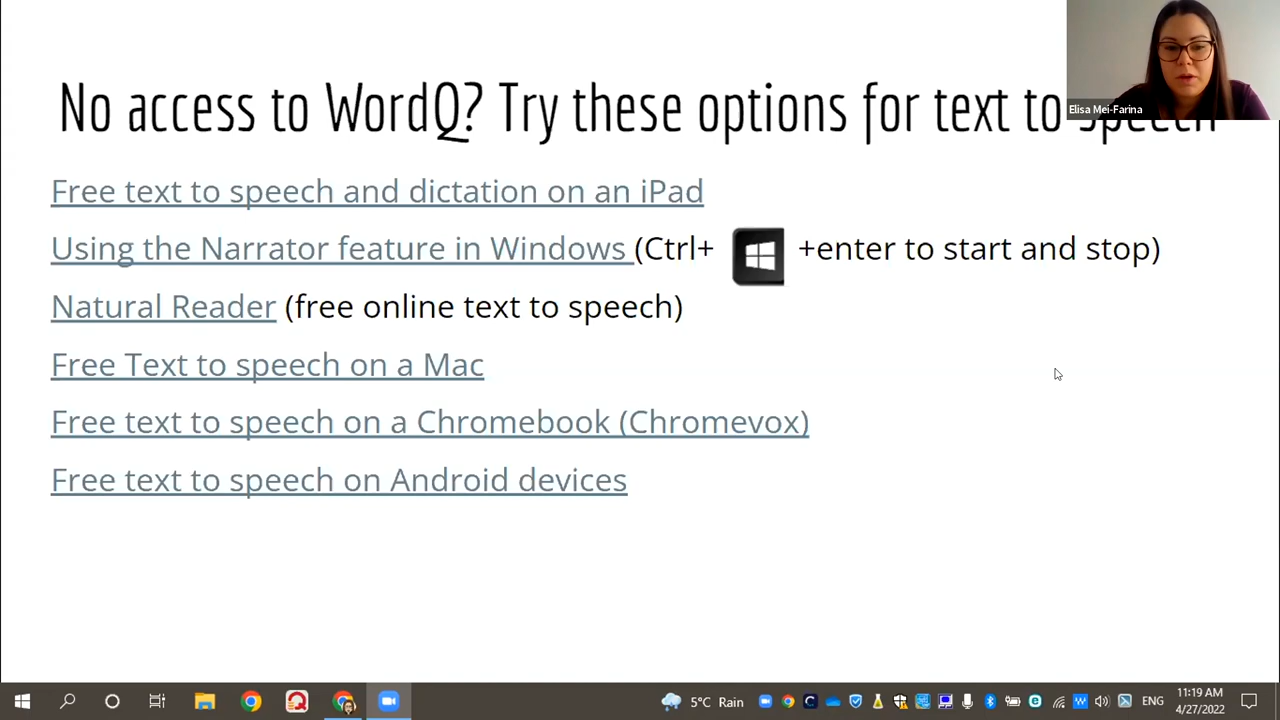 No access to WordQ? Try these options for text to speech
Elisa Mei-Farina
Free text to speech and dictation on an iPad
Using the Narrator feature in Windows (Ctrl+ +enter to start and stop)
Natural Reader (free online text to speech)
Free Text to speech on a Mac
Free text to speech on a Chromebook (Chromevox)
Free text to speech on Android devices
5°C Rain
ENG
11:19 AM
4/27/2022